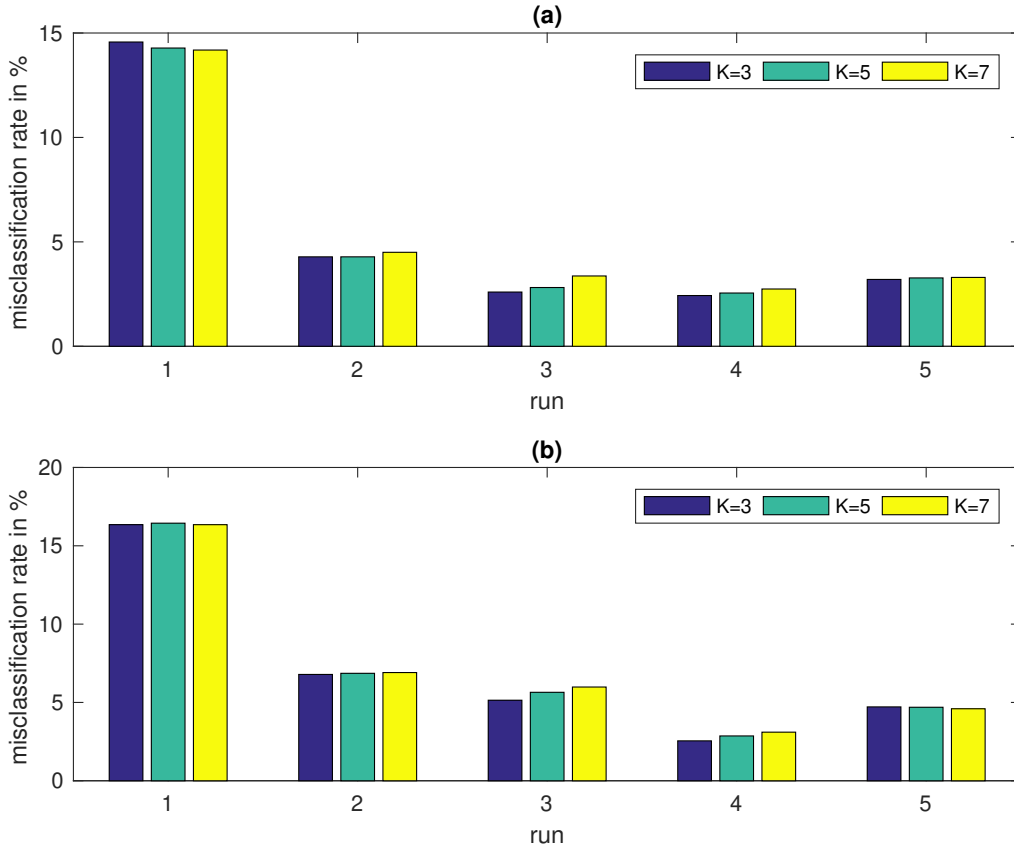 (a)
misclassification rate in %
15
10
5
0
K=3 K=5 K=7
1 2 3 4 5
run
(b)
misclassification rate in %
20
15
10
5
0
K=3 K=5 K=7
1 2 3 4 5
run